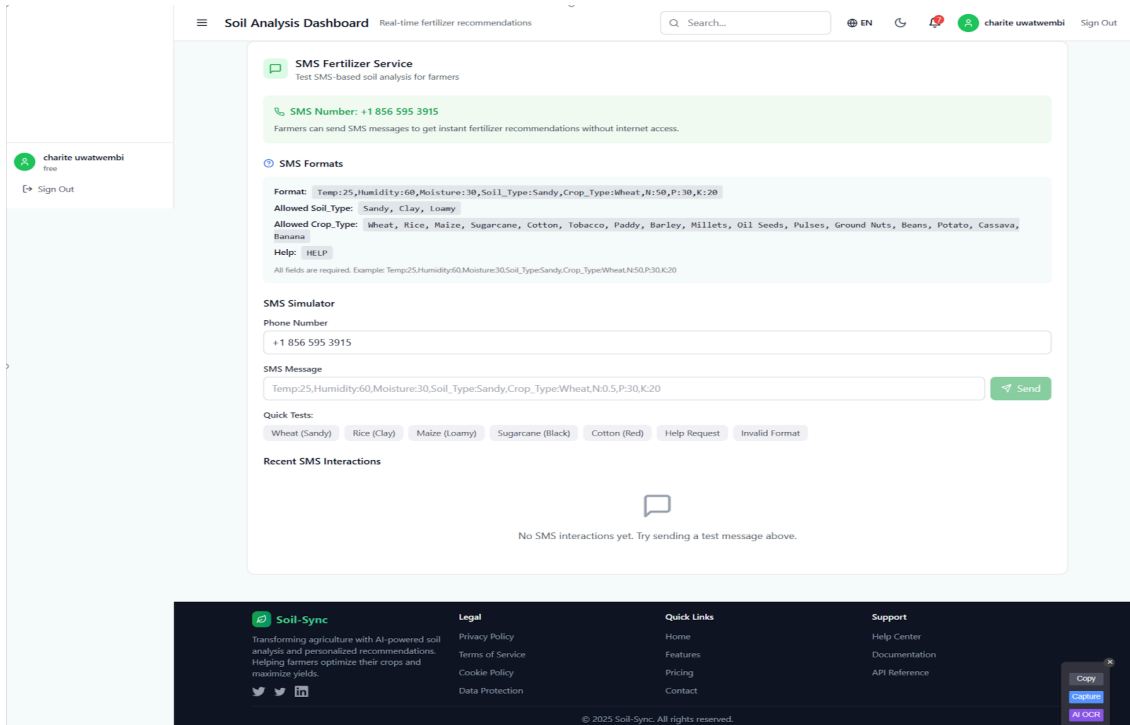 Soil Analysis Dashboard Real-time fertilizer recommendations
Search...
EN
7
charite uwatwembi
Sign Out
charite uwatwembi
free
Sign Out
SMS Fertilizer Service
Test SMS-based soil analysis for farmers
SMS Number: +1 856 595 3915
Farmers can send SMS messages to get instant fertilizer recommendations without internet access.
SMS Formats
Format: Temp:25,Humidity:60,Moisture:30,Soil_Type:Sandy,Crop_Type:Wheat,N:50,P:30,K:20
Allowed Soil_Type: Sandy, Clay, Loamy
Allowed Crop_Type: Wheat, Rice, Maize, Sugarcane, Cotton, Tobacco, Paddy, Barley, Millets, Oil Seeds, Pulses, Ground Nuts, Beans, Potato, Cassava,
Banana
Help: HELP
All fields are required. Example: Temp:25,Humidity:60,Moisture:30,Soil_Type:Sandy,Crop_Type:Wheat,N:50,P:30,K:20
SMS Simulator
Phone Number
+1 856 595 3915
SMS Message
Temp:25,Humidity:60,Moisture:30,Soil_Type:Sandy,Crop_Type:Wheat,N:0.5,P:30,K:20
Send
Quick Tests:
Wheat (Sandy) Rice (Clay) Maize (Loamy) Sugarcane (Black) Cotton (Red) Help Request Invalid Format
Recent SMS Interactions
No SMS interactions yet. Try sending a test message above.
Soil-Sync
Transforming agriculture with AI-powered soil
analysis and personalized recommendations.
Helping farmers optimize their crops and
maximize yields.
Legal
Privacy Policy
Terms of Service
Cookie Policy
Data Protection
Quick Links
Home
Features
Pricing
Contact
Support
Help Center
Documentation
API Reference
© 2025 Soil-Sync. All rights reserved.
Copy
Capture
AI OCR